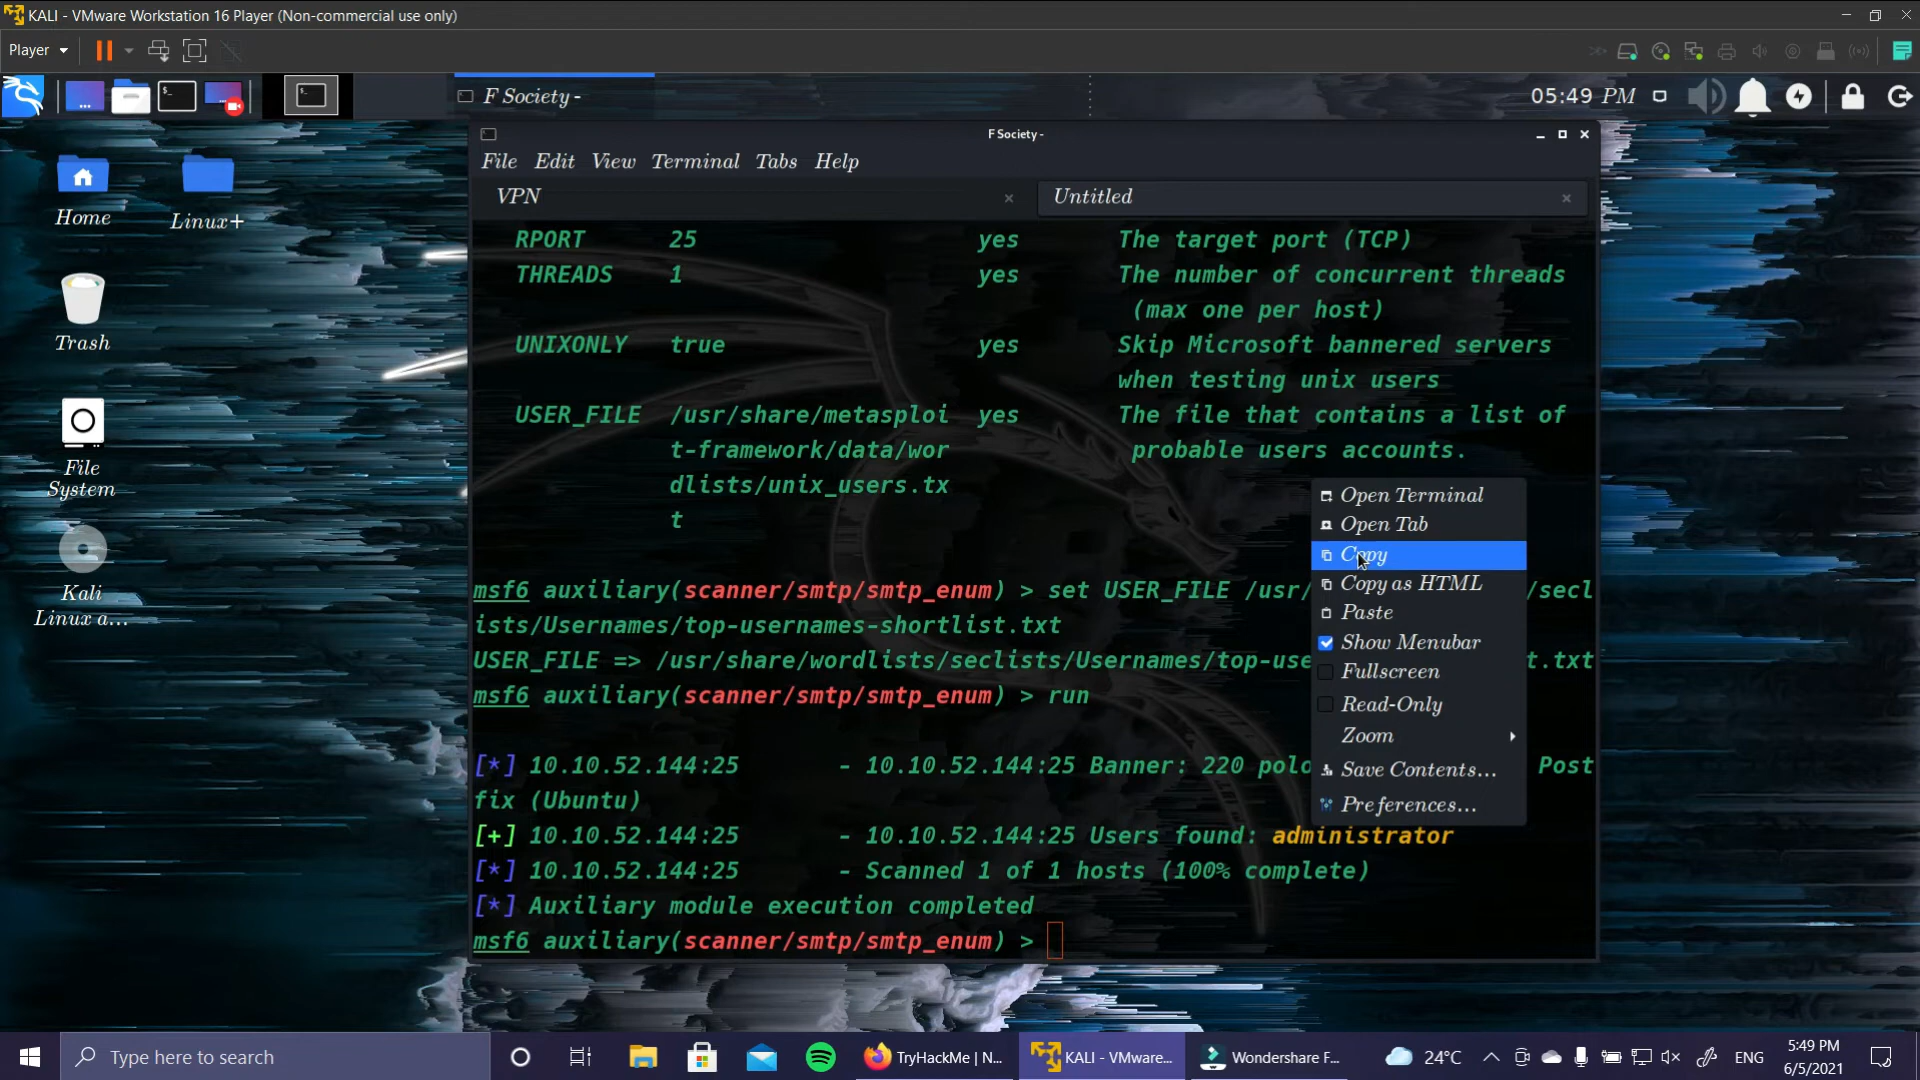 KALI - VMware Workstation 16 Player (Non-commercial use only)
Player
F Society -
05:49 PM
F Society -
File Edit View Terminal Tabs Help
VPN
Untitled
Home
Linux+
Trash
File
System
Kali
Linux a...
RPORT 25 yes The target port (TCP)
THREADS 1 yes The number of concurrent threads
(max one per host)
UNIXONLY true yes Skip Microsoft bannered servers
when testing unix users
USER_FILE /usr/share/metasploi yes The file that contains a list of
t-framework/data/wor probable users accounts.
dlists/unix_users.tx
t
msf6 auxiliary(scanner/smtp/smtp_enum) > set USER_FILE /usr/ /secl
ists/Usernames/top-usernames-shortlist.txt
USER_FILE => /usr/share/wordlists/seclists/Usernames/top-use t.txt
msf6 auxiliary(scanner/smtp/smtp_enum) > run
[*] 10.10.52.144:25 - 10.10.52.144:25 Banner: 220 polo Post
fix (Ubuntu)
[+] 10.10.52.144:25 - 10.10.52.144:25 Users found: administrator
[*] 10.10.52.144:25 - Scanned 1 of 1 hosts (100% complete)
[*] Auxiliary module execution completed
msf6 auxiliary(scanner/smtp/smtp_enum) >
Open Terminal
Open Tab
Copy
Copy as HTML
Paste
Show Menubar
Fullscreen
Read-Only
Zoom
Save Contents...
Preferences...
Type here to search
TryHackMe | N...
KALI - VMware...
Wondershare F...
24°C
ENG
5:49 PM
6/5/2021